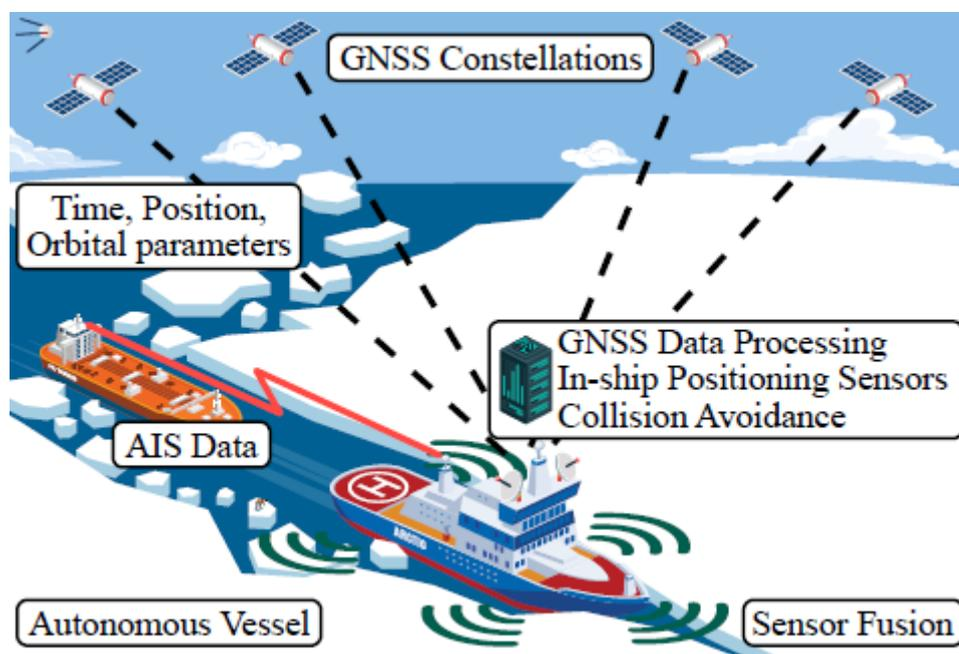 GNSS Constellations
Time, Position,
Orbital parameters
GNSS Data Processing
In-ship Positioning Sensors
Collision Avoidance
AIS Data
H
ARCTIC
Autonomous Vessel
Sensor Fusion